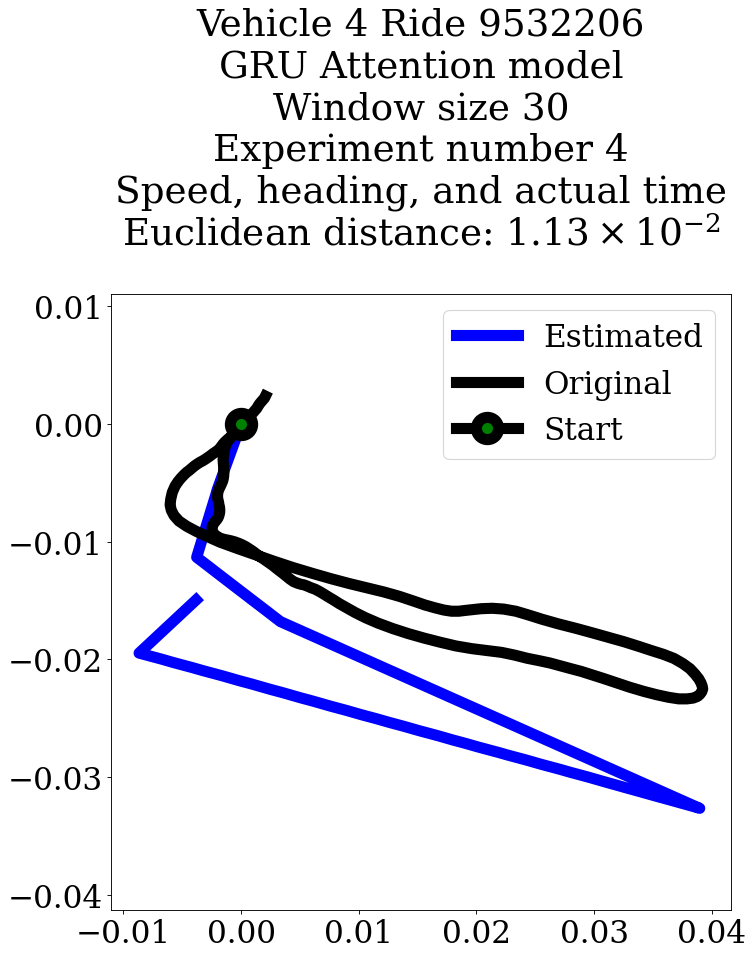 Vehicle 4 Ride 9532206
GRU Attention model
Window size 30
Experiment number 4
Speed, heading, and actual time
Euclidean distance: 1.13 × 10⁻²
Estimated
Original
Start
0.01
0.00
−0.01
−0.02
−0.03
−0.04
−0.01 0.00 0.01 0.02 0.03 0.04